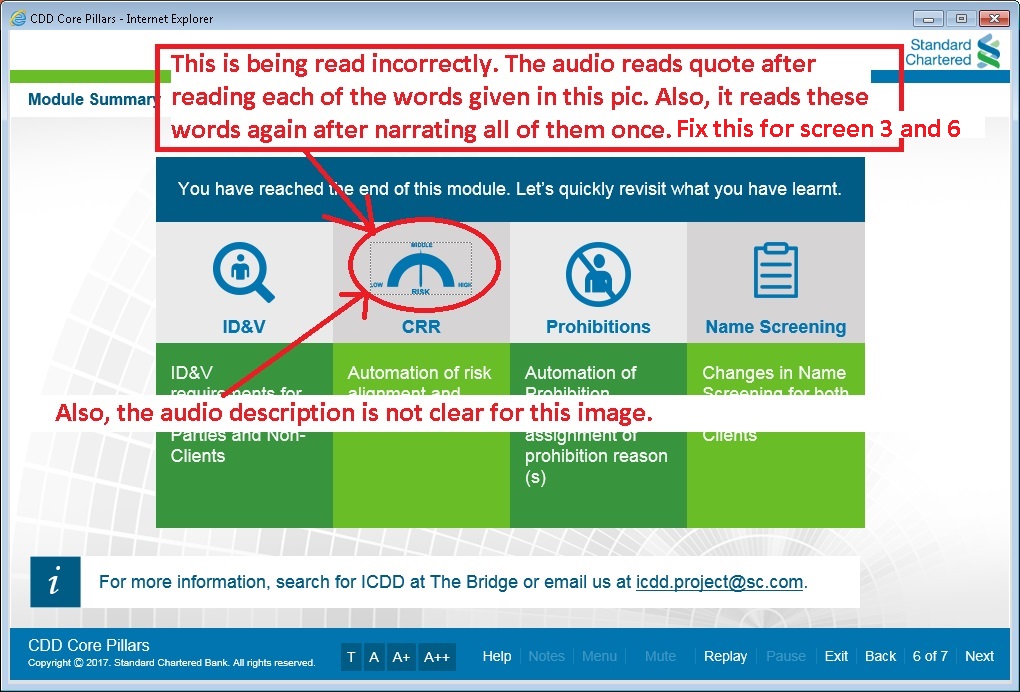 CDD Core Pillars - Internet Explorer
Standard
Chartered
This is being read incorrectly. The audio reads quote after
Module Summary
reading each of the words given in this pic. Also, it reads these
words again after narrating all of them once. Fix this for screen 3 and 6
You have reached the end of this module. Let's quickly revisit what you have learnt.
MIDDLE
LOW
HIGH
RISK
ID&V
CRR
Prohibitions
Name Screening
ID&V
requirements for
Parties and Non-
Clients
Automation of risk
alignment and
Automation of
Prohibition
assignment of
prohibition reason
(s)
Changes in Name
Screening for both
Clients
Also, the audio description is not clear for this image.
i
For more information, search for ICDD at The Bridge or email us at icdd.project@sc.com.
CDD Core Pillars
Copyright © 2017. Standard Chartered Bank. All rights reserved.
T A A+ A++
Help Notes Menu Mute Replay Pause Exit Back 6 of 7 Next